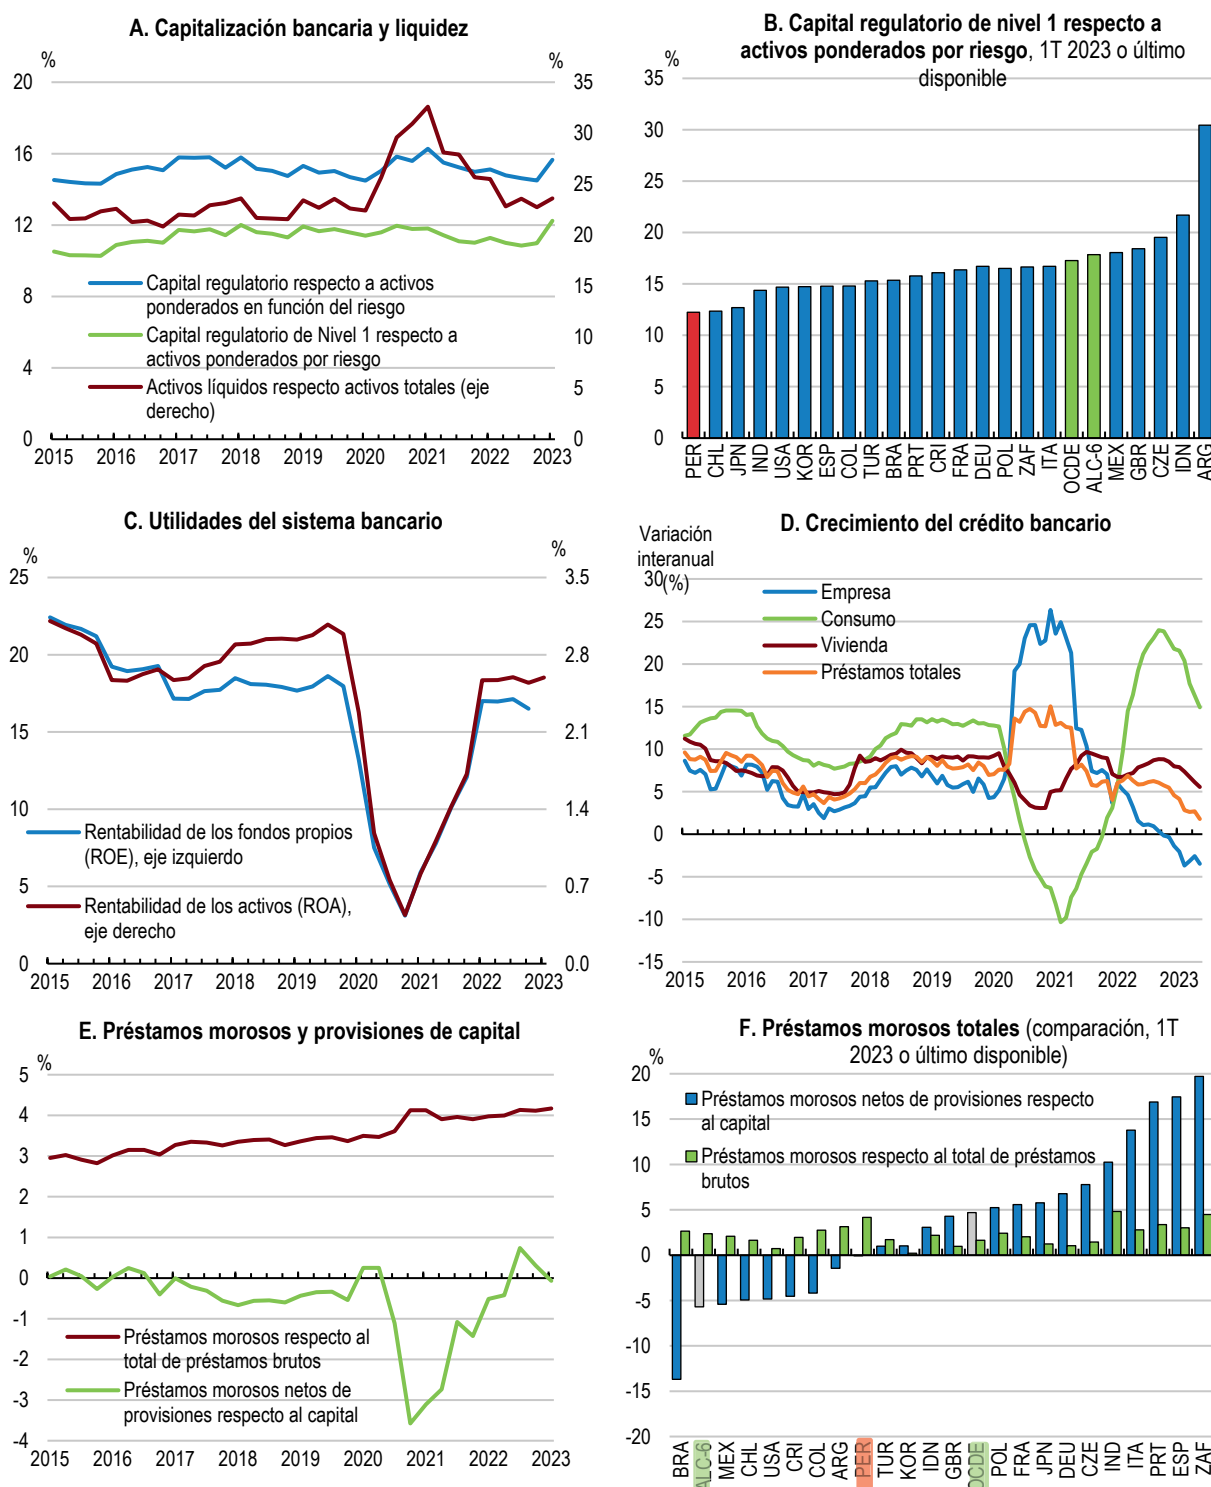 A. Capitalización bancaria y liquidez
%
%
20
16
12
8
4
0
35
30
25
20
15
10
5
0
Capital regulatorio respecto a activos
ponderados en función del riesgo
Capital regulatorio de Nivel 1 respecto a
activos ponderados por riesgo
Activos líquidos respecto activos totales (eje
derecho)
2015 2016 2017 2018 2019 2020 2021 2022 2023
B. Capital regulatorio de nivel 1 respecto a
activos ponderados por riesgo, 1T 2023 o último
disponible
%
35
30
25
20
15
10
5
0
PER CHL JPN IND USA KOR ESP COL TUR BRA PRT CRI FRA DEU POL ZAF ITA OCDE ALC-6 MEX GBR CZE IDN ARG
C. Utilidades del sistema bancario
%
%
25
20
15
10
5
0
3.5
2.8
2.1
1.4
0.7
0.0
Rentabilidad de los fondos propios
(ROE), eje izquierdo
Rentabilidad de los activos (ROA),
eje derecho
2015 2016 2017 2018 2019 2020 2021 2022 2023
D. Crecimiento del crédito bancario
Variación
interanual
(%)
30
25
20
15
10
5
0
-5
-10
-15
Empresa
Consumo
Vivienda
Préstamos totales
2015 2016 2017 2018 2019 2020 2021 2022 2023
E. Préstamos morosos y provisiones de capital
%
5
4
3
2
1
0
-1
-2
-3
-4
Préstamos morosos respecto al
total de préstamos brutos
Préstamos morosos netos de
provisiones respecto al capital
2015 2016 2017 2018 2019 2020 2021 2022 2023
F. Préstamos morosos totales (comparación, 1T
2023 o último disponible)
%
20
15
10
5
0
-5
-10
-15
-20
Préstamos morosos netos de provisiones respecto
al capital
Préstamos morosos respecto al total de préstamos
brutos
BRA ALC-6 MEX CHL USA CRI COL ARG PER TUR KOR IDN GBR OCDE POL FRA JPN DEU CZE IND ITA PRT ESP ZAF